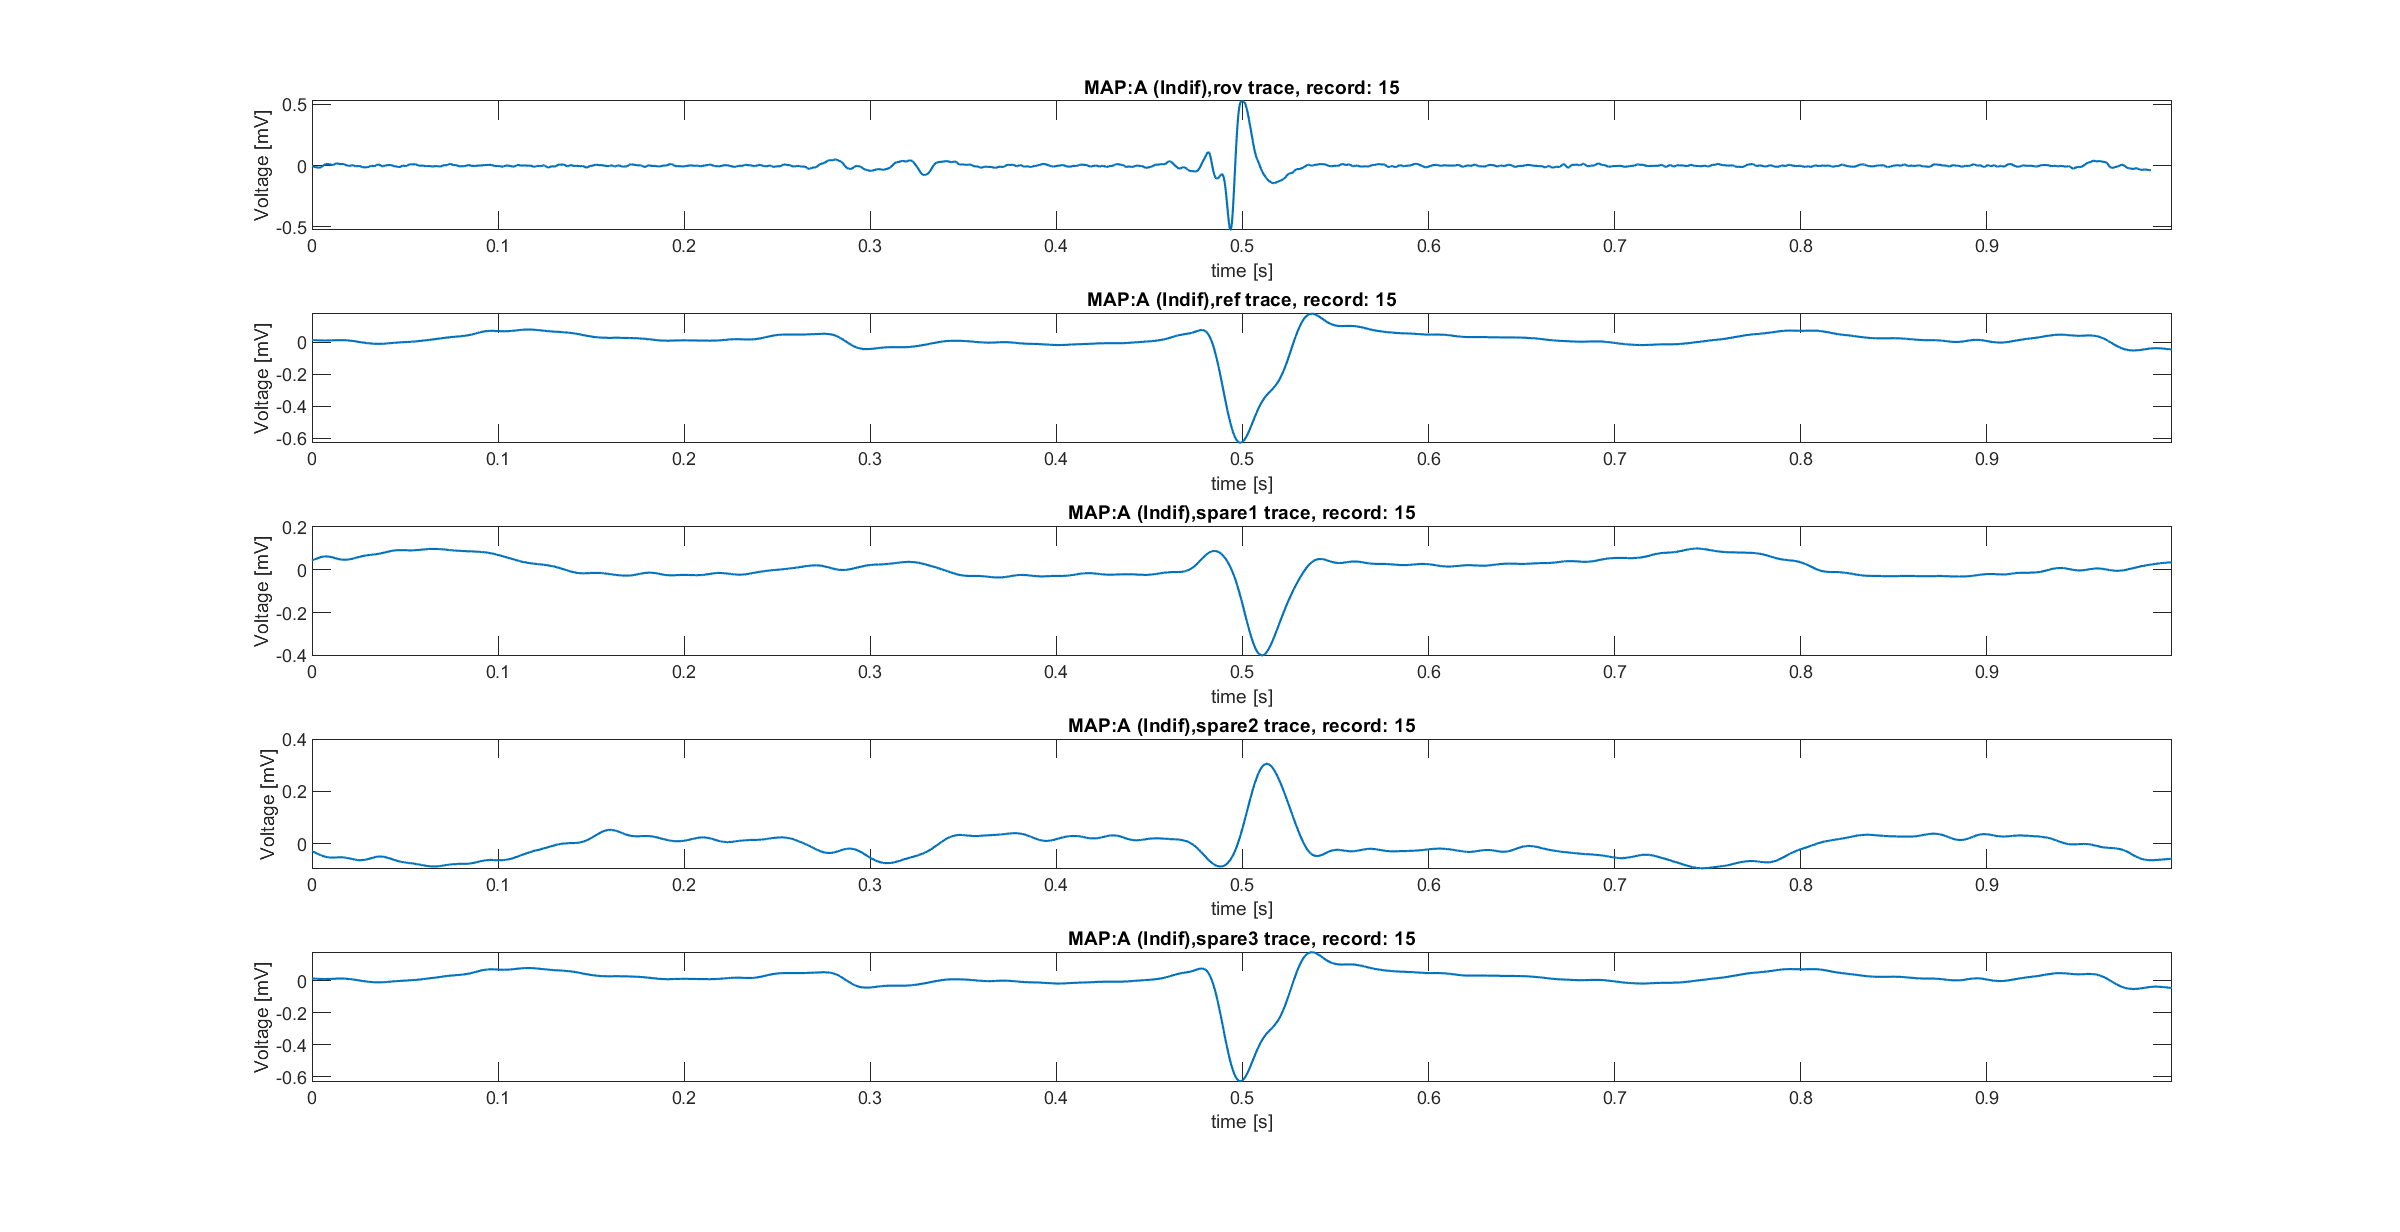 MAP:A (Indif),rov trace, record: 15
Voltage [mV]
0.5
0
-0.5
0 0.1 0.2 0.3 0.4 0.5 0.6 0.7 0.8 0.9
time [s]
MAP:A (Indif),ref trace, record: 15
Voltage [mV]
0
-0.2
-0.4
-0.6
0 0.1 0.2 0.3 0.4 0.5 0.6 0.7 0.8 0.9
time [s]
MAP:A (Indif),spare1 trace, record: 15
Voltage [mV]
0.2
0
-0.2
-0.4
0 0.1 0.2 0.3 0.4 0.5 0.6 0.7 0.8 0.9
time [s]
MAP:A (Indif),spare2 trace, record: 15
Voltage [mV]
0.4
0.2
0
0 0.1 0.2 0.3 0.4 0.5 0.6 0.7 0.8 0.9
time [s]
MAP:A (Indif),spare3 trace, record: 15
Voltage [mV]
0
-0.2
-0.4
-0.6
0 0.1 0.2 0.3 0.4 0.5 0.6 0.7 0.8 0.9
time [s]